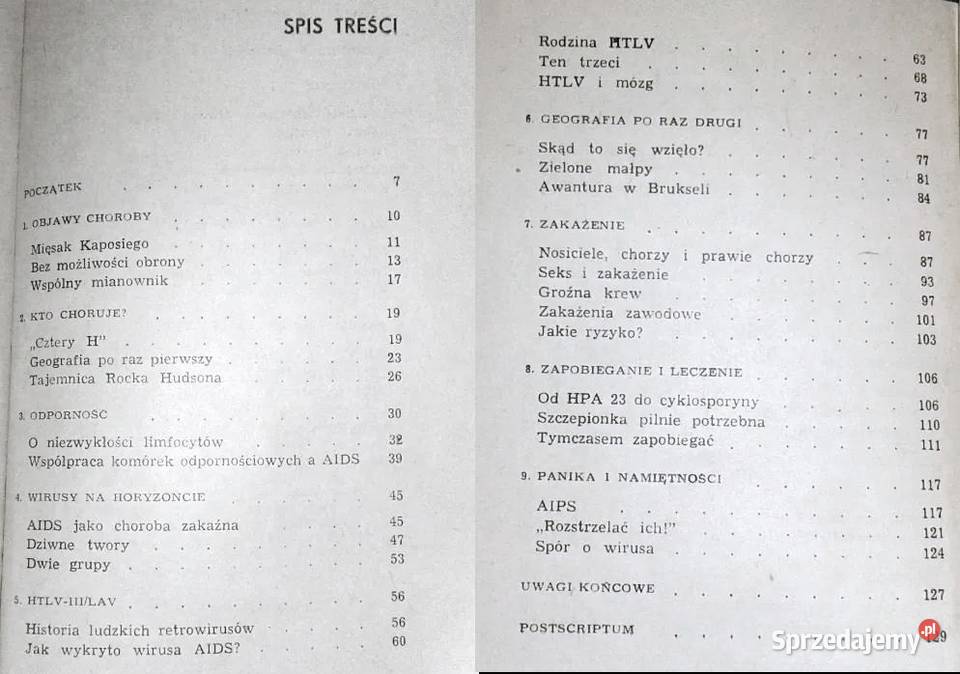 SPIS TREŚCI
POCZĄTEK . . . . . . . . . . 7
1. OBJAWY CHOROBY . . . . . . . . 10
Mięsak Kaposiego . . . . . . . . 11
Bez możliwości obrony . . . . . . . 13
Wspólny mianownik . . . . . . . 17
2. KTO CHORUJE? . . . . . . . . 19
„Cztery H” . . . . . . . . . 19
Geografia po raz pierwszy . . . . . . 23
Tajemnica Rocka Hudsona . . . . . 26
3. ODPORNOŚĆ . . . . . . . . . 30
O niezwykłości limfocytów . . . . . 32
Współpraca komórek odpornościowych a AIDS 39
4. WIRUSY NA HORYZONCIE . . . . . . 45
AIDS jako choroba zakaźna . . . . . 45
Dziwne twory . . . . . . . . 47
Dwie grupy . . . . . . . . . 53
5. HTLV-III/LAV . . . . . . . . . 56
Historia ludzkich retrowirusów . . . . 56
Jak wykryto wirusa AIDS? . . . . . 60
Rodzina HTLV . . . . . . . . 63
Ten trzeci . . . . . . . . . 68
HTLV i mózg . . . . . . . . 73
6. GEOGRAFIA PO RAZ DRUGI . . . . . 77
Skąd to się wzięło? . . . . . . . 77
Zielone małpy . . . . . . . . 81
Awantura w Brukseli . . . . . . . 84
7. ZAKAŻENIE . . . . . . . . . 87
Nosiciele, chorzy i prawie chorzy . . . 87
Seks i zakażenie . . . . . . . . 93
Groźna krew . . . . . . . . 97
Zakażenia zawodowe . . . . . . . 101
Jakie ryzyko? . . . . . . . . 103
8. ZAPOBIEGANIE I LECZENIE . . . . . 106
Od HPA 23 do cyklosporyny . . . . . 106
Szczepionka pilnie potrzebna . . . . . 110
Tymczasem zapobiegać . . . . . . 111
9. PANIKA I NAMIĘTNOŚCI . . . . . . 117
AIPS . . . . . . . . . . 117
„Rozstrzelać ich!” . . . . . . . 121
Spór o wirusa . . . . . . . . 124
UWAGI KOŃCOWE . . . . . . . . 127
POSTSCRIPTUM . . . . . . . . 129
Sprzedajemy.pl